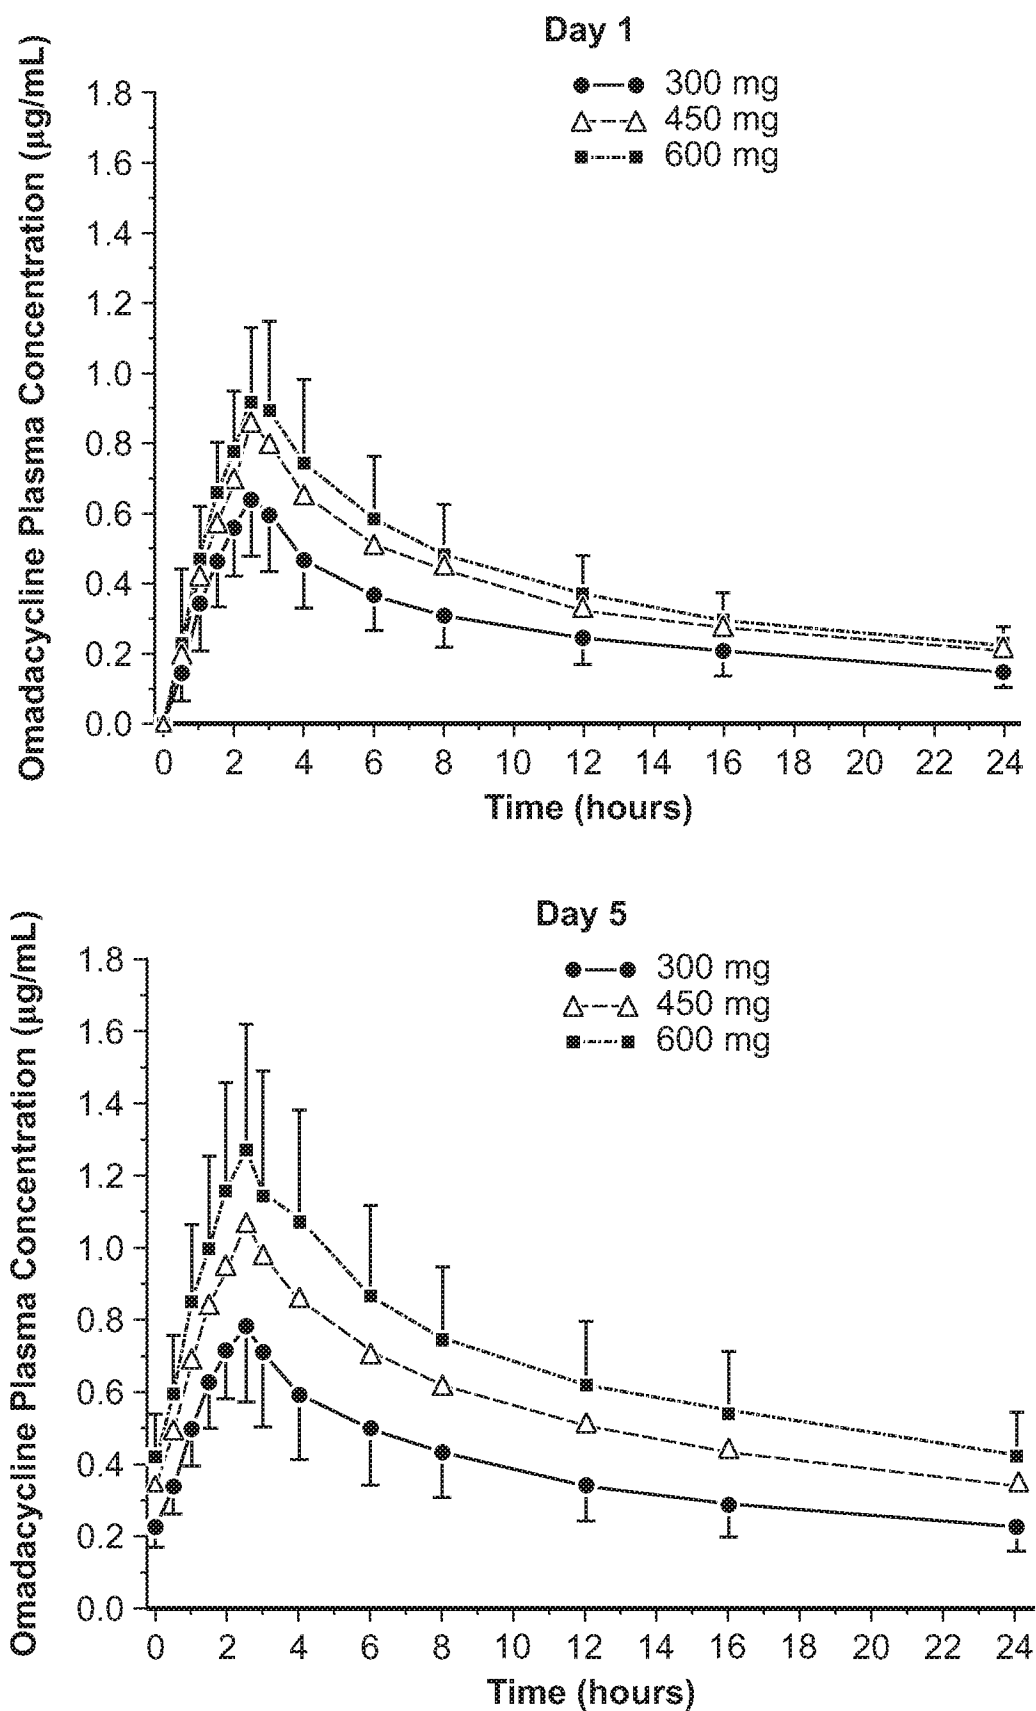 Day 1
300 mg
450 mg
600 mg
Omadacycline Plasma Concentration (µg/mL)
1.8
1.6
1.4
1.2
1.0
0.8
0.6
0.4
0.2
0.0
0 2 4 6 8 10 12 14 16 18 20 22 24
Time (hours)
Day 5
300 mg
450 mg
600 mg
Omadacycline Plasma Concentration (µg/mL)
1.8
1.6
1.4
1.2
1.0
0.8
0.6
0.4
0.2
0.0
0 2 4 6 8 10 12 14 16 18 20 22 24
Time (hours)